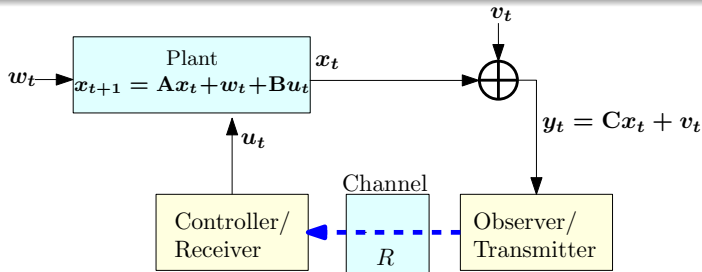 v_t
Plant
x_t
w_t
x_{t+1} = Ax_t+w_t+Bu_t
y_t = Cx_t + v_t
u_t
Channel
Controller/
Receiver
R
Observer/
Transmitter